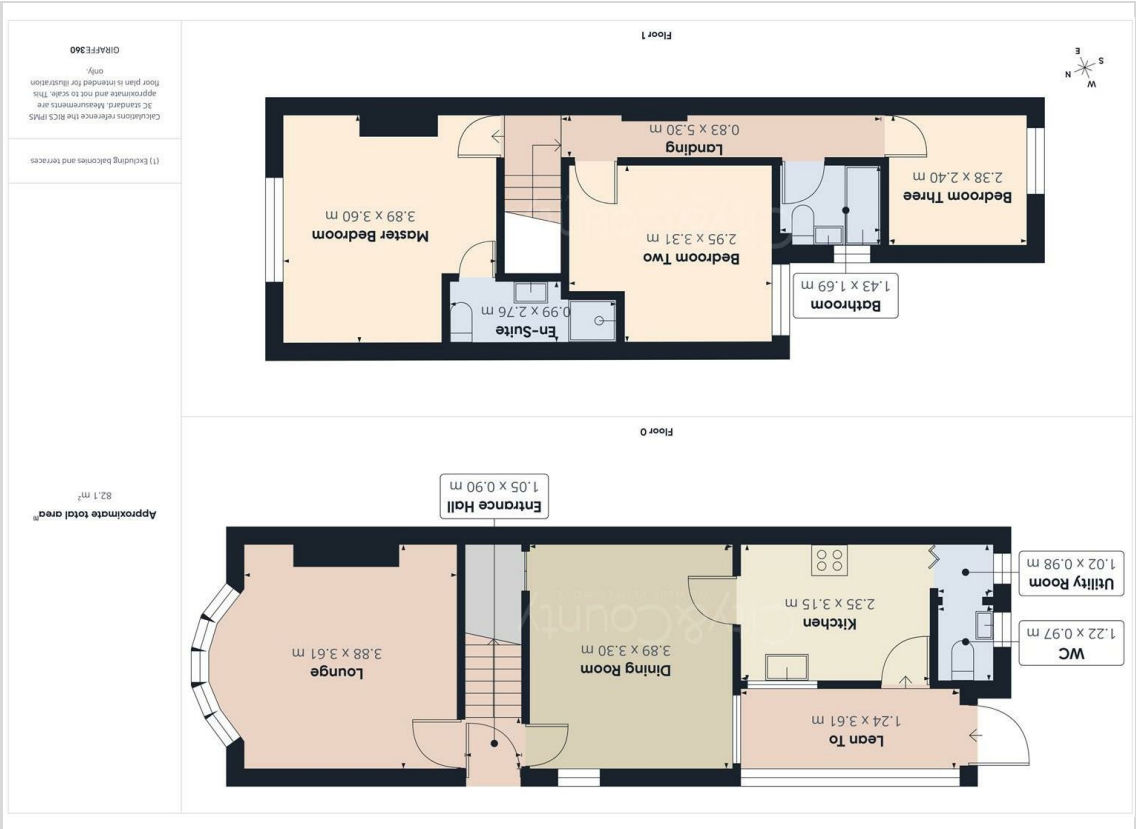 Floor 0
Lean To
1.24 x 3.61 m
WC
1.22 x 0.97 m
Utility Room
1.02 x 0.98 m
Kitchen
2.35 x 3.15 m
Dining Room
3.89 x 3.30 m
Lounge
3.88 x 3.61 m
Entrance Hall
1.05 x 0.90 m
City&County
Floor 1
En-Suite
0.99 x 2.76 m
Bathroom
1.43 x 1.69 m
Bedroom Two
2.95 x 3.31 m
Master Bedroom
3.89 x 3.60 m
Bedroom Three
2.38 x 2.40 m
Landing
0.83 x 5.30 m
W
N
S
E
Approximate total area(1)
82.1 m²
(1) Excluding balconies and terraces
Calculations reference the RICS IPMS
3C standard. Measurements are
approximate and not to scale. This
floor plan is intended for illustration
only.
GIRAFFE360